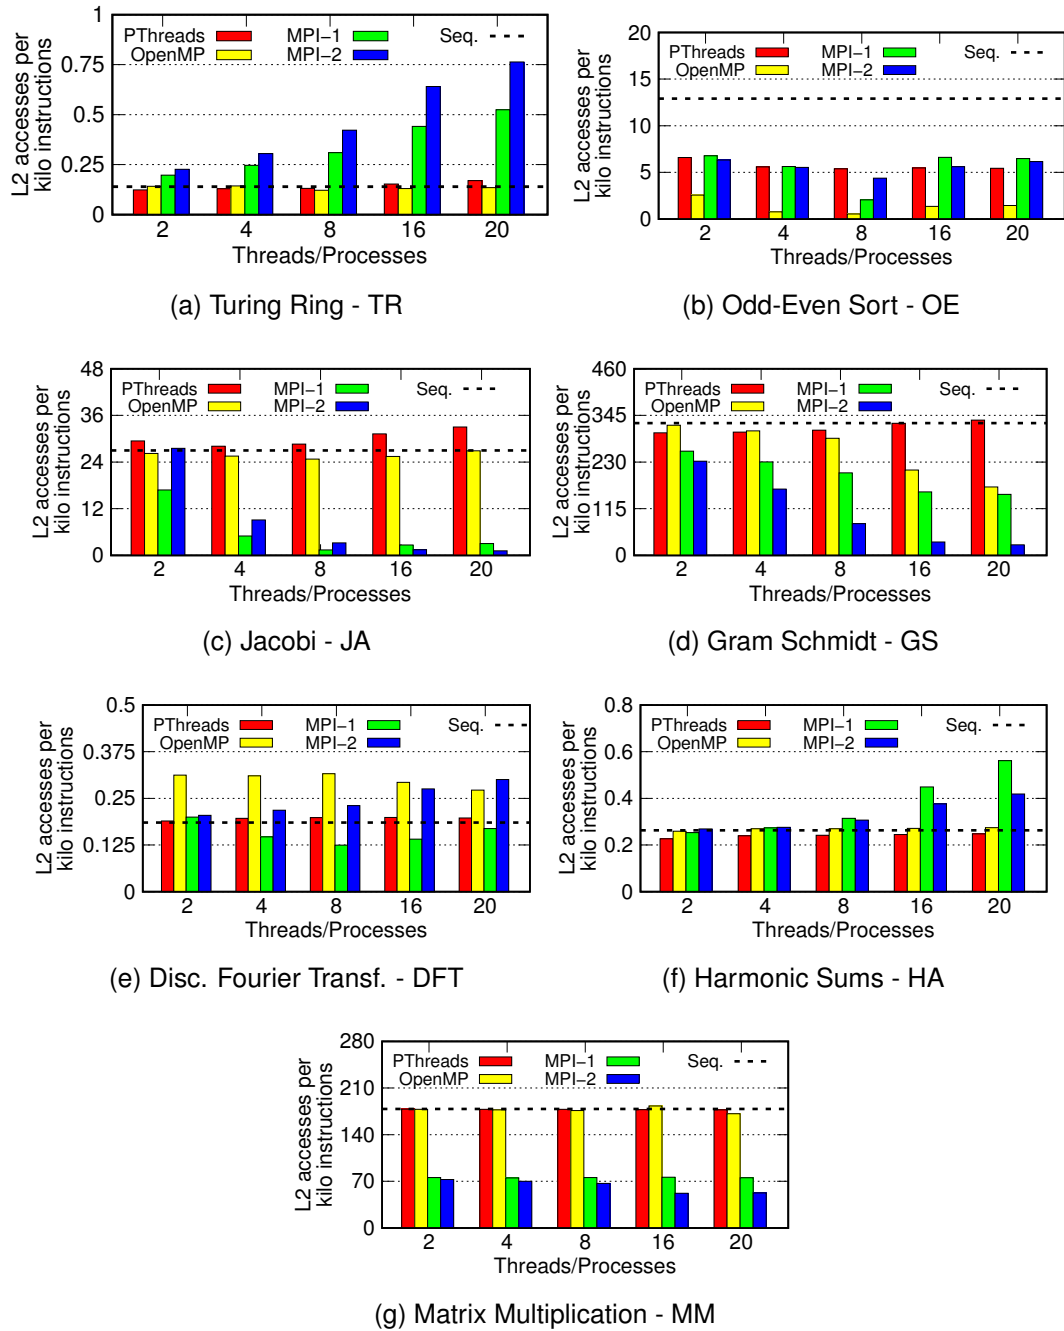 1
0.75
0.5
0.25
0
L2 accesses per
kilo instructions
PThreads
OpenMP
MPI-1
MPI-2
Seq.
2 4 8 16 20
Threads/Processes
(a) Turing Ring - TR
20
15
10
5
0
L2 accesses per
kilo instructions
PThreads
OpenMP
MPI-1
MPI-2
Seq.
2 4 8 16 20
Threads/Processes
(b) Odd-Even Sort - OE
48
36
24
12
0
L2 accesses per
kilo instructions
PThreads
OpenMP
MPI-1
MPI-2
Seq.
2 4 8 16 20
Threads/Processes
(c) Jacobi - JA
460
345
230
115
0
L2 accesses per
kilo instructions
PThreads
OpenMP
MPI-1
MPI-2
Seq.
2 4 8 16 20
Threads/Processes
(d) Gram Schmidt - GS
0.5
0.375
0.25
0.125
0
L2 accesses per
kilo instructions
PThreads
OpenMP
MPI-1
MPI-2
Seq.
2 4 8 16 20
Threads/Processes
(e) Disc. Fourier Transf. - DFT
0.8
0.6
0.4
0.2
0
L2 accesses per
kilo instructions
PThreads
OpenMP
MPI-1
MPI-2
Seq.
2 4 8 16 20
Threads/Processes
(f) Harmonic Sums - HA
280
210
140
70
0
L2 accesses per
kilo instructions
PThreads
OpenMP
MPI-1
MPI-2
Seq.
2 4 8 16 20
Threads/Processes
(g) Matrix Multiplication - MM